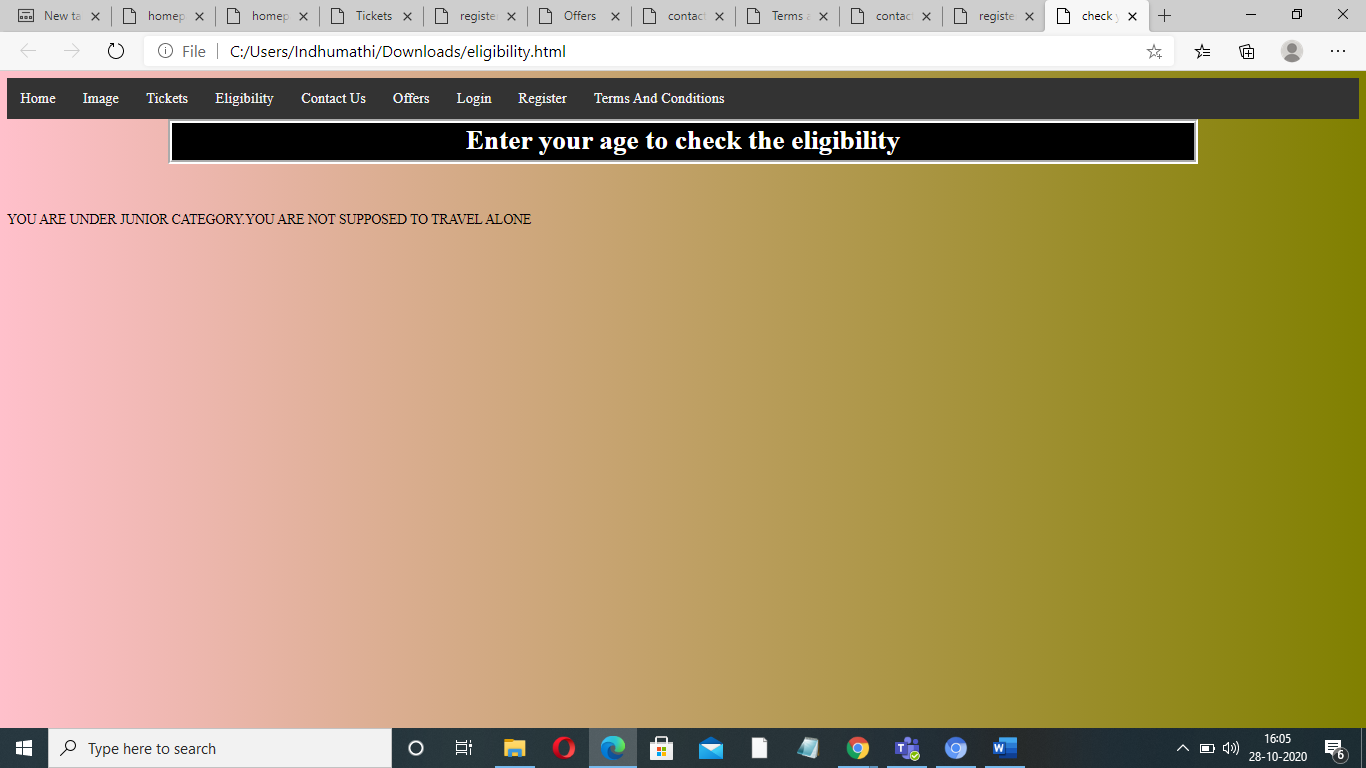 New ta
homep
homep
Tickets
registe
Offers
contac
Terms a
contac
registe
check y
File
C:/Users/Indhumathi/Downloads/eligibility.html
Home Image Tickets Eligibility Contact Us Offers Login Register Terms And Conditions
Enter your age to check the eligibility
YOU ARE UNDER JUNIOR CATEGORY.YOU ARE NOT SUPPOSED TO TRAVEL ALONE
Type here to search
16:05
28-10-2020
6